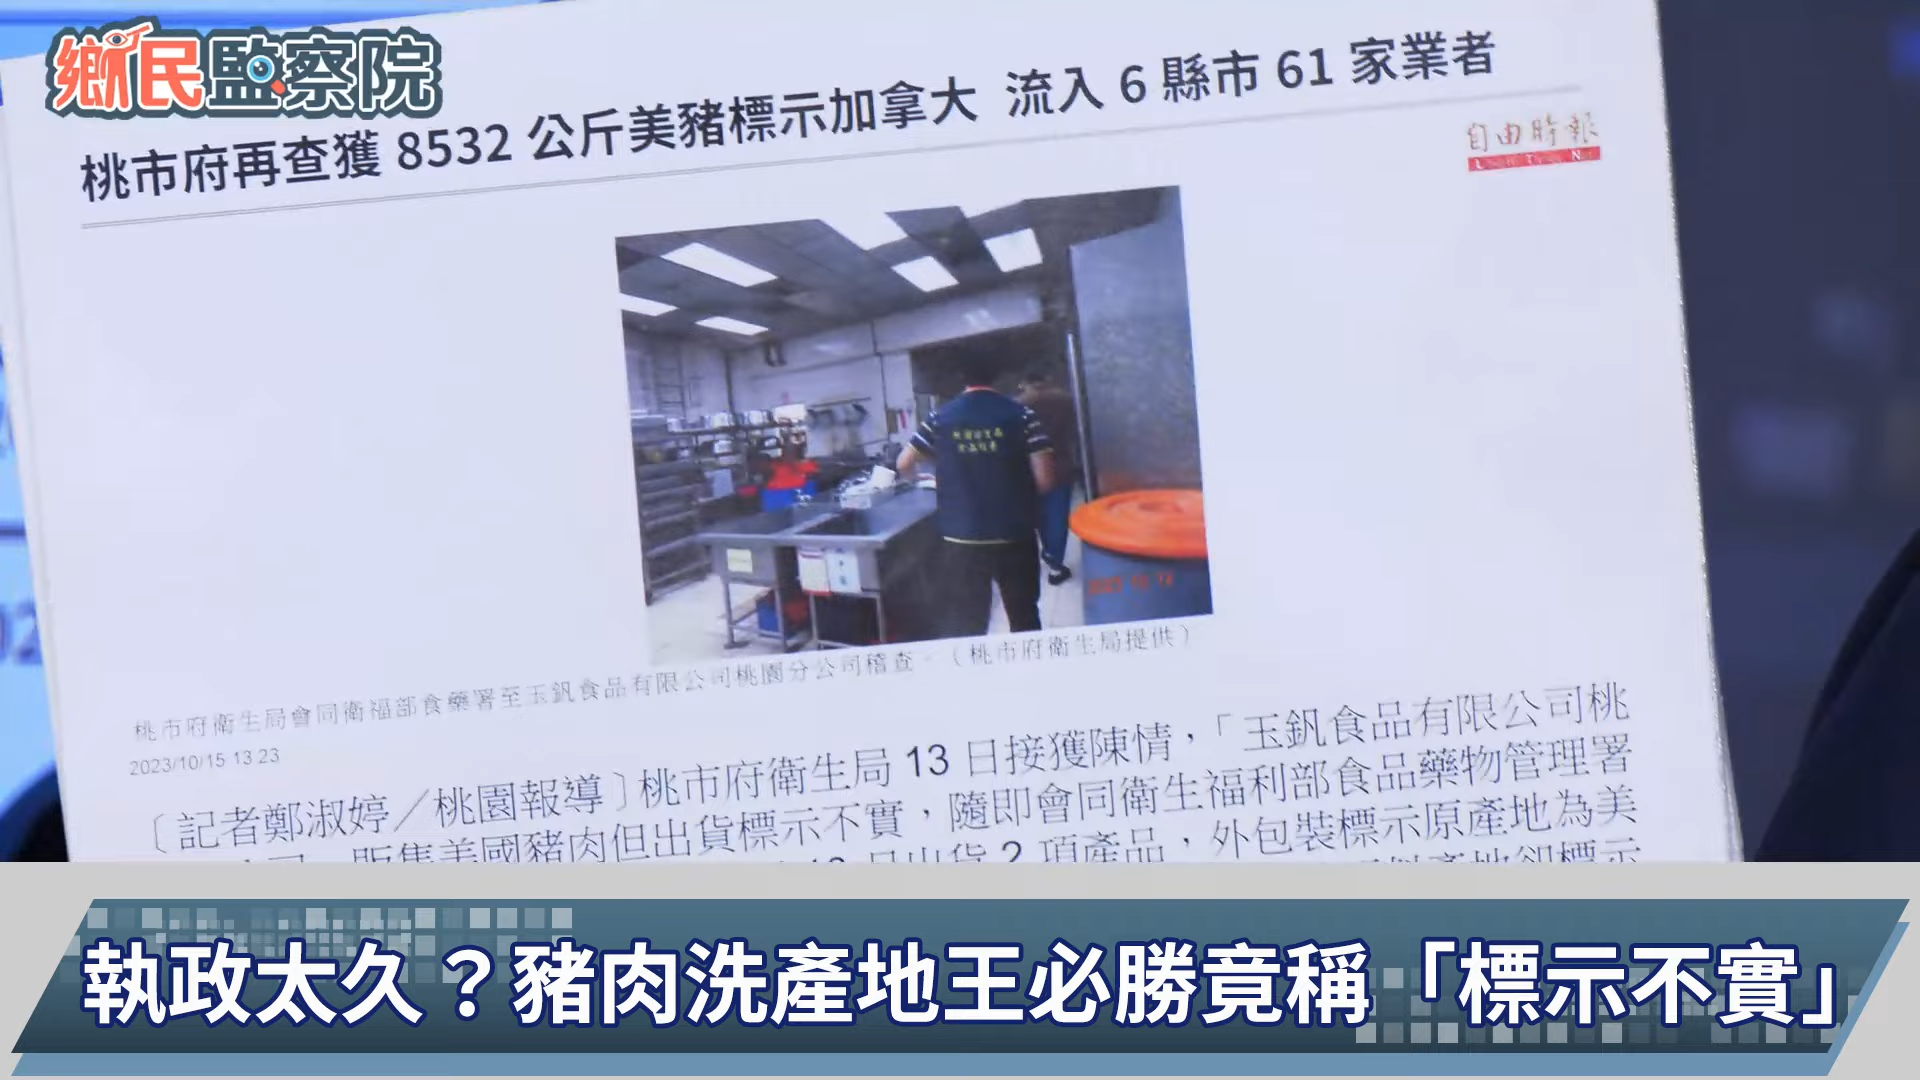 鄉民監察院
桃市府再查獲 8532 公斤美豬標示加拿大 流入 6 縣市 61 家業者
自由時報
桃市府衛生局會同衛福部食藥署至玉釩食品有限公司桃園分公司稽查。（桃市府衛生局提供）
2023/10/15 13 23
〔記者鄭淑婷／桃園報導〕桃市府衛生局 13 日接獲陳情，「玉釩食品有限公司桃
販售美國豬肉但出貨標示不實，隨即會同衛生福利部食品藥物管理署
日出貨 2 項產品，外包裝標示原產地為美
執政太久？豬肉洗產地王必勝竟稱「標示不實」